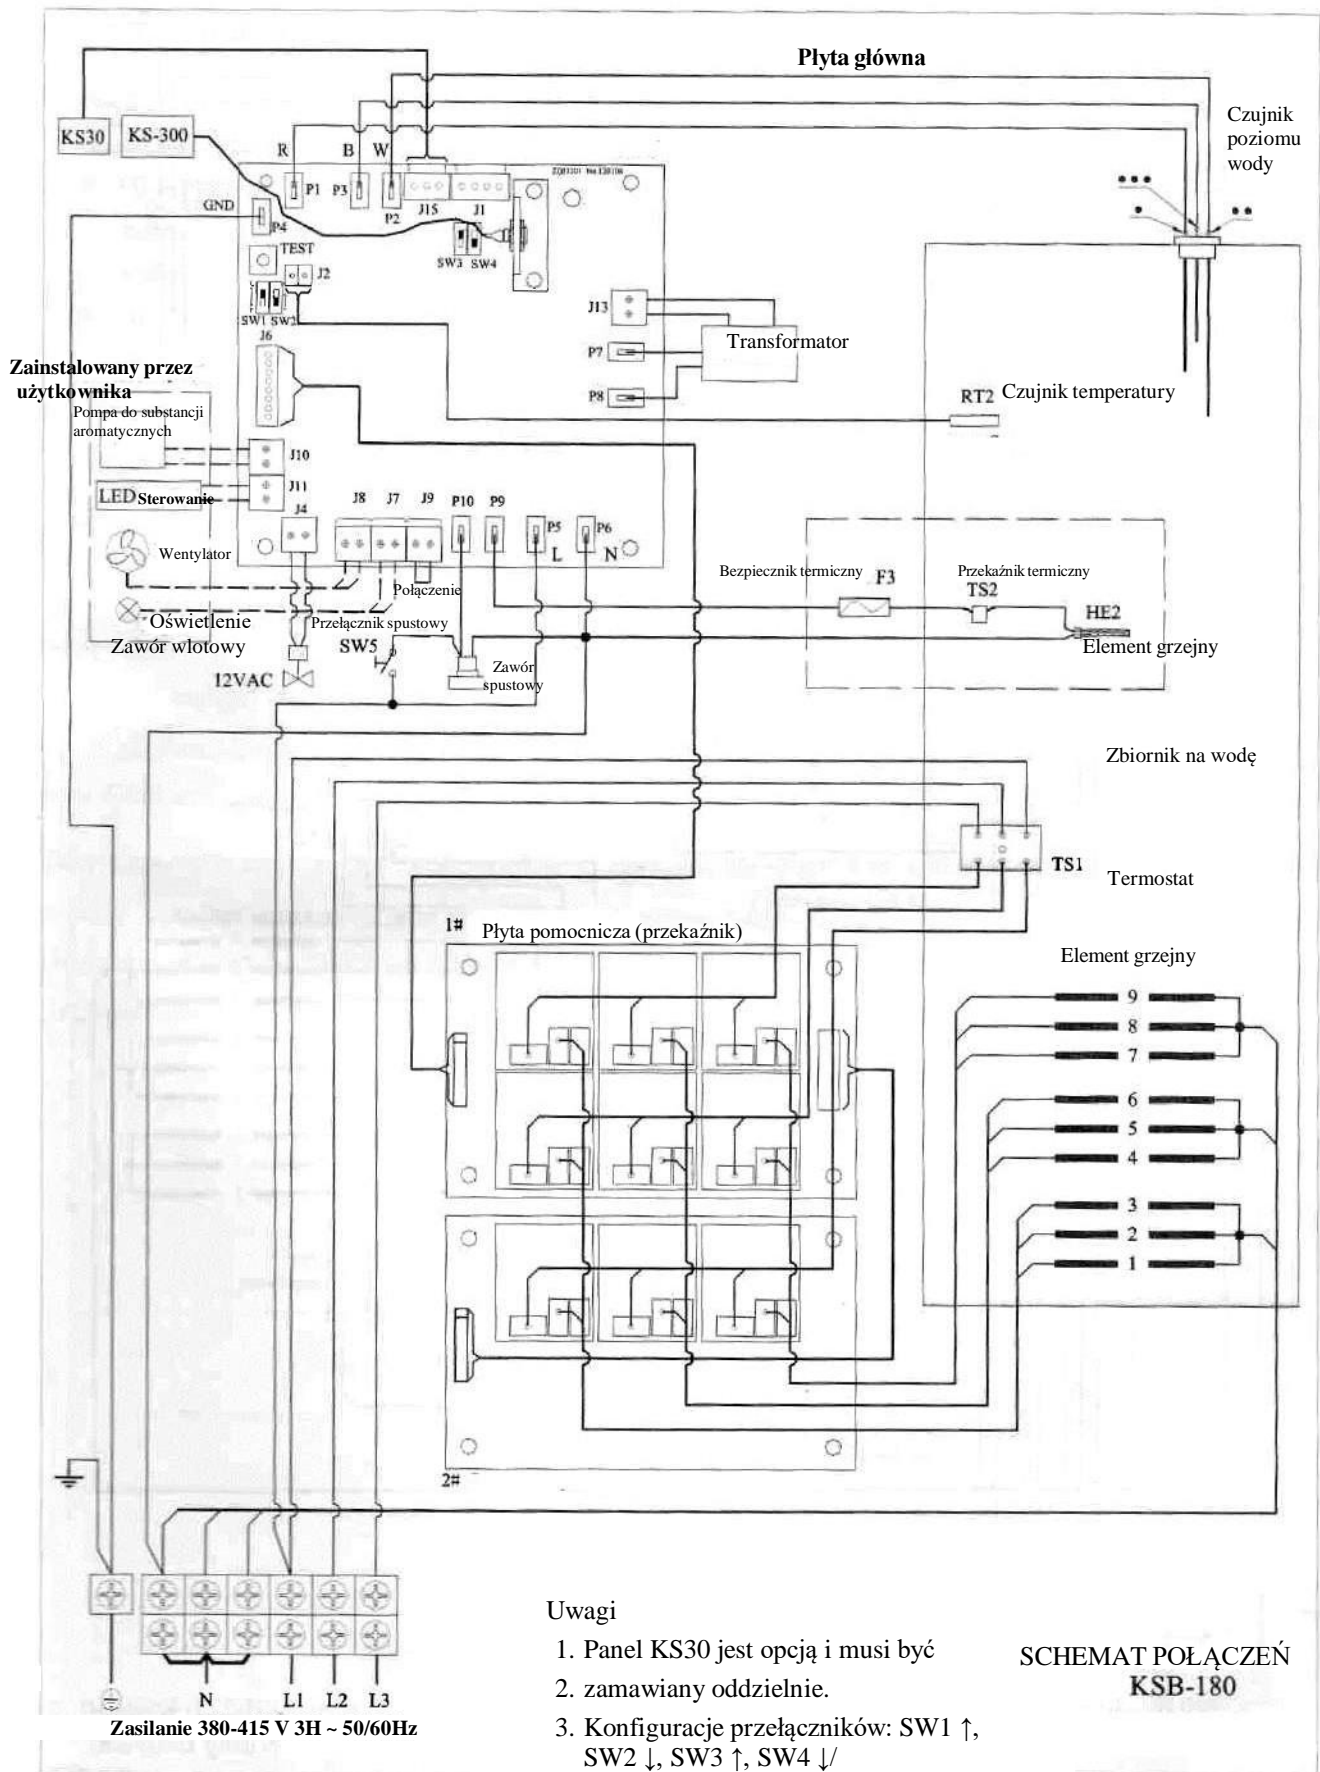 Płyta główna
KS30
KS-300
Czujnik
poziomu
wody
R
B
W
P1
P3
P2
J15
J1
GND
P4
TEST
J2
SW3
SW4
SW1
SW2
J6
J13
Transformator
P7
P8
RT2
Czujnik temperatury
Zainstalowany przez
użytkownika
Pompa do substancji
aromatycznych
J10
LED Sterowanie
J11
J4
J8
J7
J9
P10
P9
P5
L
P6
N
Wentylator
Połączenie
Oświetlenie
Przełącznik spustowy
Zawór wlotowy
SW5
12VAC
Zawór
spustowy
Bezpiecznik termiczny
F3
Przekaźnik termiczny
TS2
HE2
Element grzejny
Zbiornik na wodę
TS1
Termostat
1#
Płyta pomocnicza (przekaźnik)
Element grzejny
9
8
7
6
5
4
3
2
1
2#
N
L1
L2
L3
Zasilanie 380-415 V 3H ~ 50/60Hz
Uwagi
1. Panel KS30 jest opcją i musi być
2. zamawiany oddzielnie.
3. Konfiguracje przełączników: SW1 ↑,
SW2 ↓, SW3 ↑, SW4 ↓/
SCHEMAT POŁĄCZEŃ
KSB-180